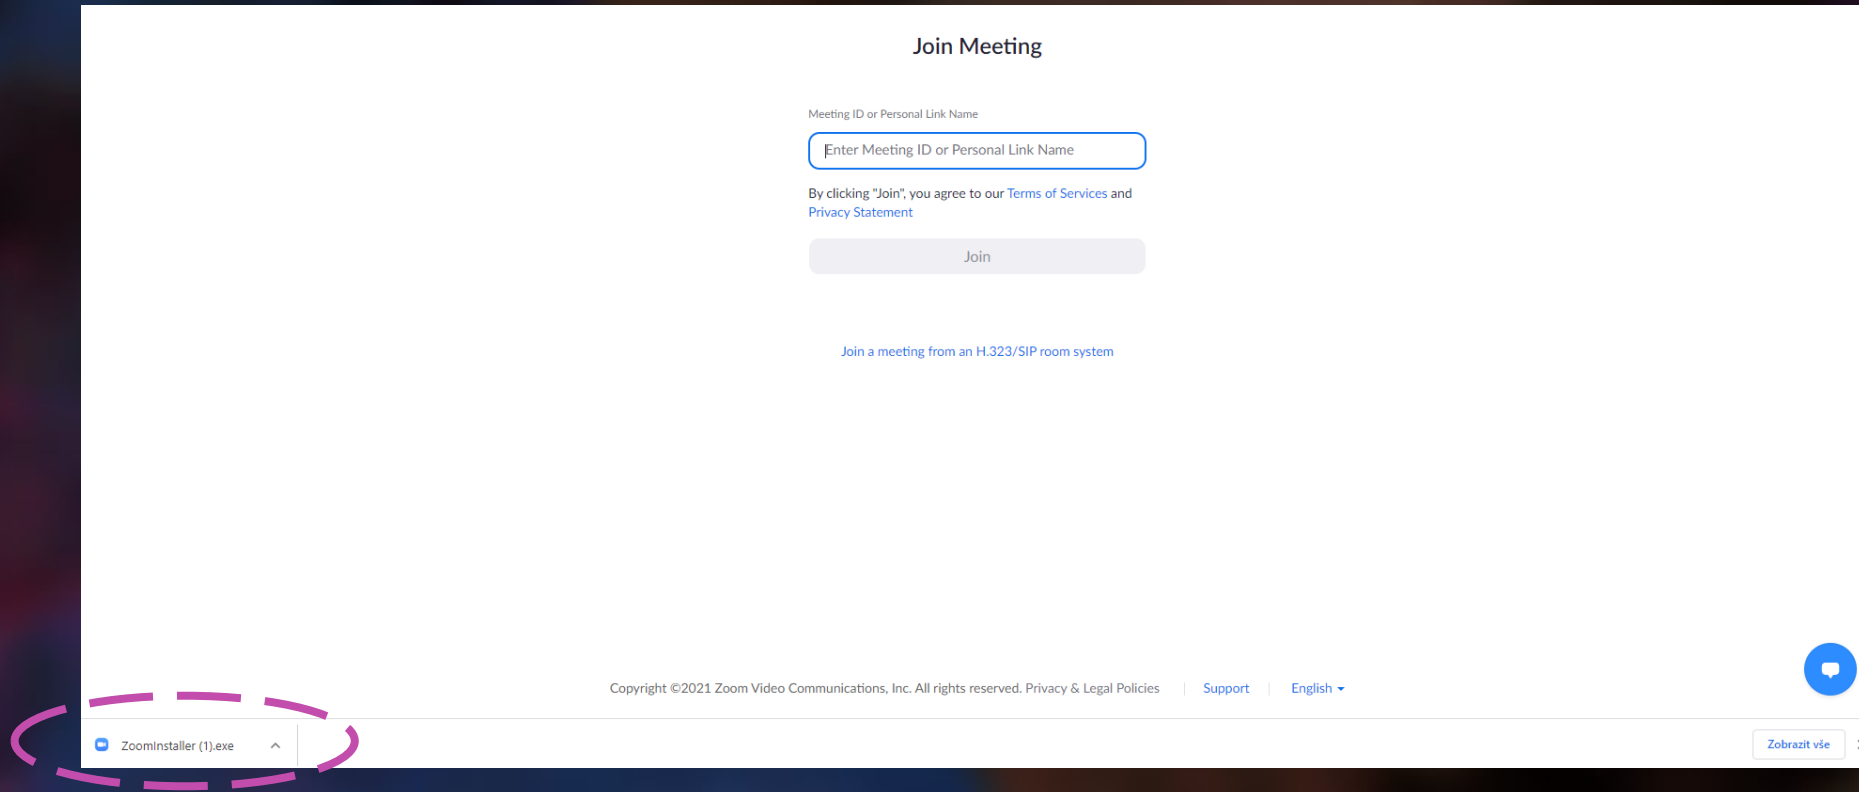 Join Meeting
Meeting ID or Personal Link Name
Enter Meeting ID or Personal Link Name
By clicking "Join", you agree to our Terms of Services and
Privacy Statement
Join
Join a meeting from an H.323/SIP room system
Copyright ©2021 Zoom Video Communications, Inc. All rights reserved. Privacy & Legal Policies | Support | English
ZoomInstaller (1).exe
Zobrazit vše